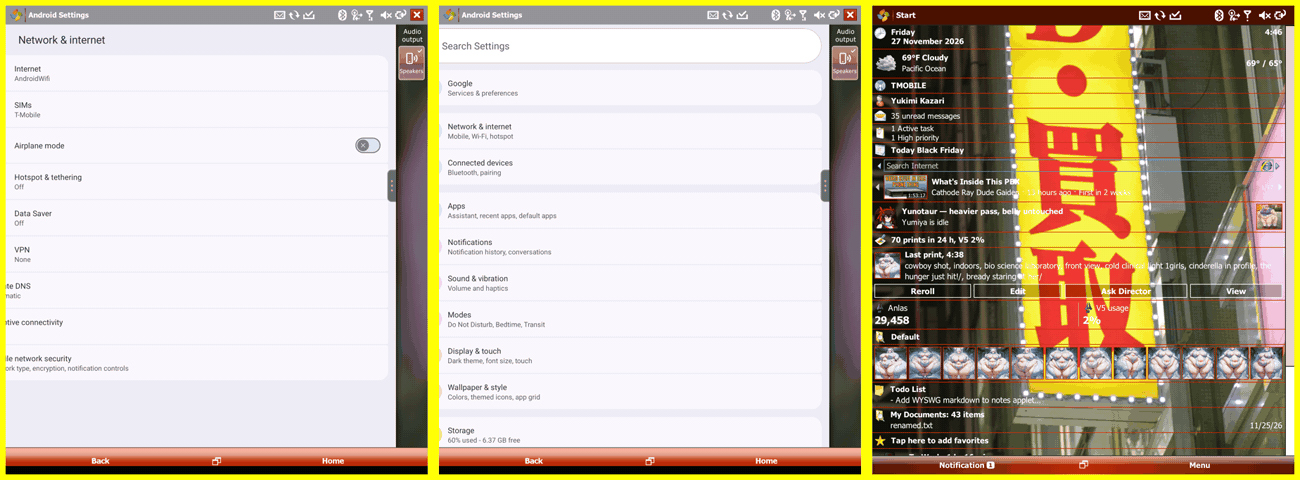 Android Settings
Network & internet
Audio
output
Speakers
Internet
AndroidWifi
SIMs
T-Mobile
Airplane mode
Hotspot & tethering
Off
Data Saver
Off
VPN
None
te DNS
matic
tive connectivity
ile network security
ork type, encryption, notification controls
Back
Home
Android Settings
Search Settings
Audio
output
Speakers
Google
Services & preferences
Network & internet
Mobile, Wi-Fi, hotspot
Connected devices
Bluetooth, pairing
Apps
Assistant, recent apps, default apps
Notifications
Notification history, conversations
Sound & vibration
Volume and haptics
Modes
Do Not Disturb, Bedtime, Transit
Display & touch
Dark theme, font size, touch
Wallpaper & style
Colors, themed icons, app grid
Storage
60% used - 6.37 GB free
Back
Home
Start
Friday
27 November 2026
4:46
69°F Cloudy
Pacific Ocean
69° / 65°
TMOBILE
Yukimi Kazari
35 unread messages
1 Active task
1 High priority
Today Black Friday
Search Internet
What's Inside This
1:53:12
Cathode Ray Dude Gaiden
hours ago · First in 2
Yunotaur — heavier pass, belly untouched
Yumiya is idle
70 prints in 24 h, V5 2%
Last print, 4:38
cowboy shot, indoors, bio science laboratory, front view, cold clinical light 1girls, cinderella in profile, the
hunger just hit!/, bready staring at
Reroll
Edit
Ask Director
View
Anlas
29,458
V5 usage
2%
Default
Todo List
- Add WYSWG markdown to notes applet...
My Documents: 43 items
renamed.txt
11/25/26
Tap here to add favorites
Notification 1
Menu
買取